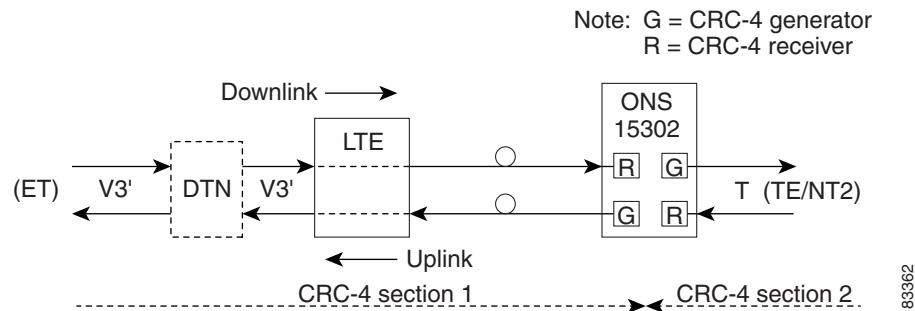 Note: G = CRC-4 generator
R = CRC-4 receiver
Downlink
ONS
15302
LTE
R G
(ET) V3' DTN V3' T (TE/NT2)
G R
Uplink
CRC-4 section 1 CRC-4 section 2
83362